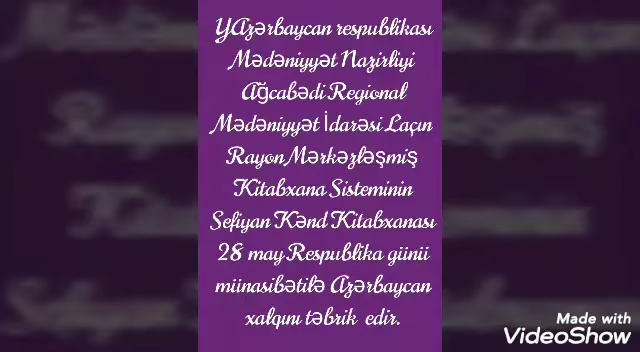 YAzərbaycan respublikası
Mədəniyyət Nazirliyi
Ağcabədi Regional
Mədəniyyət İdarəsi Laçın
Rayon Mərkəzləşmiş
Kitabxana Sisteminin
Sefiyan Kənd Kitabxanası
28 may Respublika günü
münasibətilə Azərbaycan
xalqını təbrik edir.
Made with
VideoShow